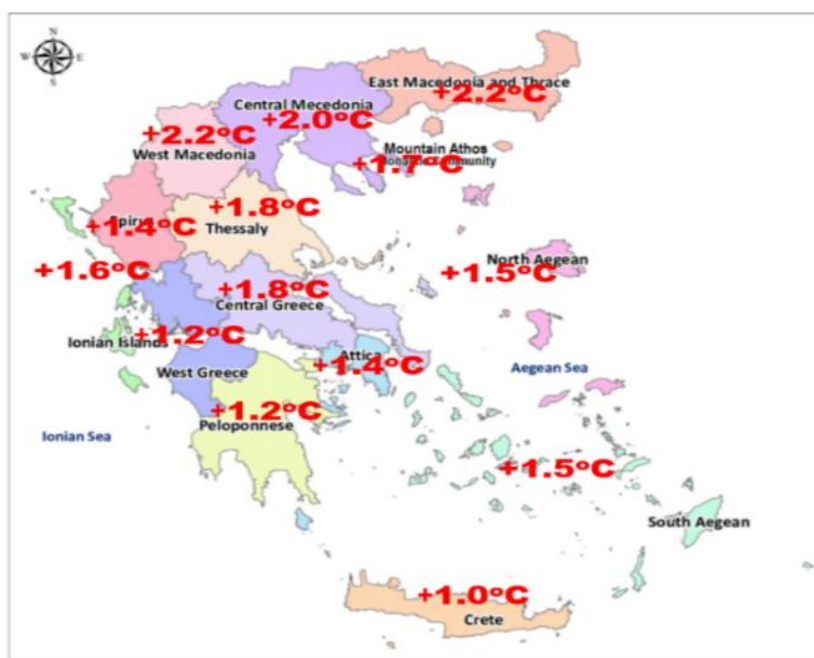 N
W E
S
East Macedonia and Thrace
+2.2°C
Central Mecedonia
+2.0°C
+2.2°C
West Macedonia
Mountain Athos
+1.7°C
Community
Epirus
+1.4°C
+1.8°C
Thessaly
+1.6°C
North Aegean
+1.5°C
+1.8°C
Central Greece
Ionian Islands
+1.2°C
Attica
+1.4°C
West Greece
Aegean Sea
+1.2°C
Peloponnese
Ionian Sea
+1.5°C
South Aegean
+1.0°C
Crete